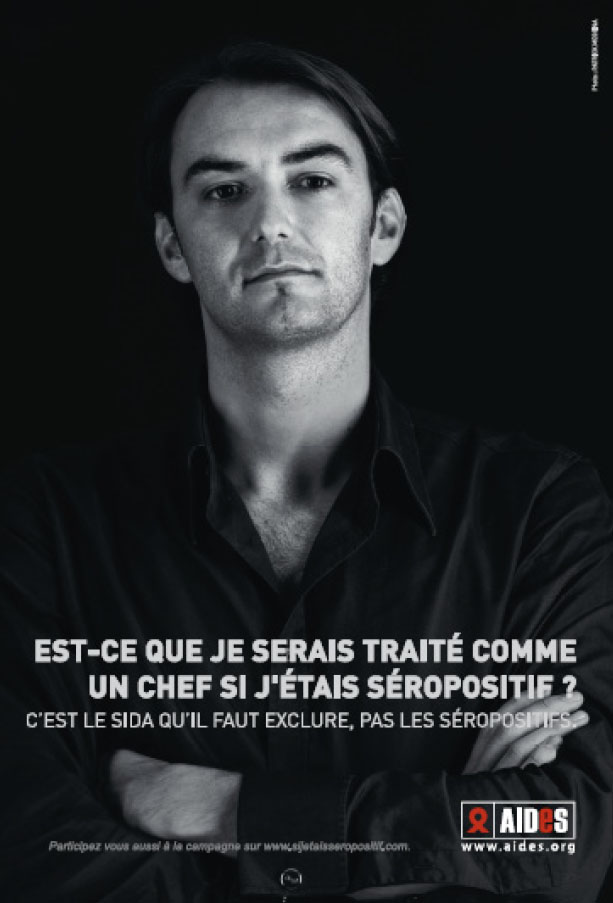 EST-CE QUE JE SERAIS TRAITÉ COMME
UN CHEF SI J'ÉTAIS SÉROPOSITIF ?
C'EST LE SIDA QU'IL FAUT EXCLURE, PAS LES SÉROPOSITIFS.
AIDES
www.aides.org
Participez vous aussi à la campagne sur www.sijetaisseropositif.com.